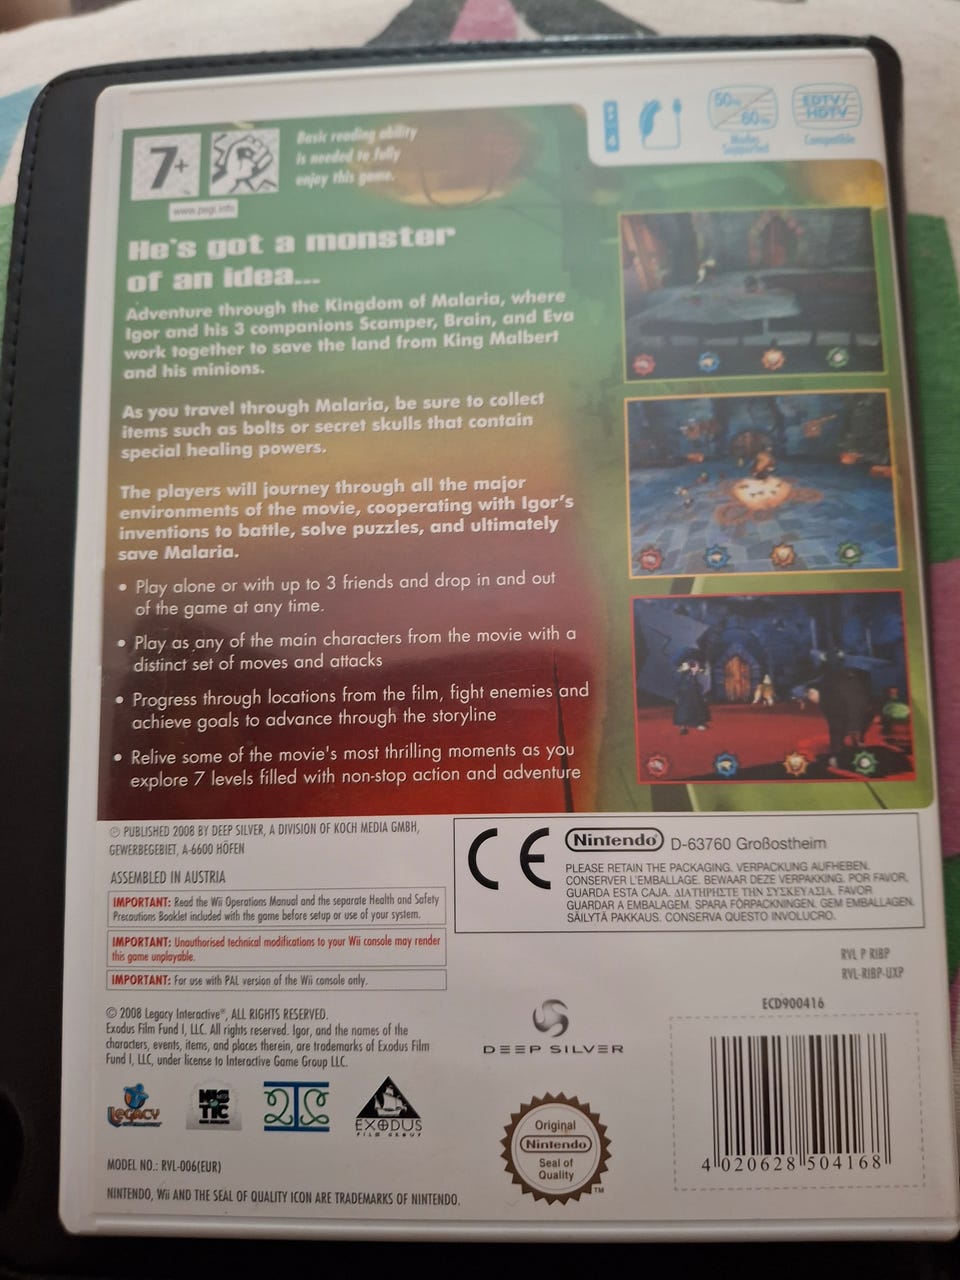 7+
www.pegi.info
Basic reading ability
is needed to fully
enjoy this game.
1-4
50Hz
60Hz
Modes
Supported
EDTV/
HDTV
Compatible
He's got a monster
of an idea...
Adventure through the Kingdom of Malaria, where
Igor and his 3 companions Scamper, Brain, and Eva
work together to save the land from King Malbert
and his minions.
As you travel through Malaria, be sure to collect
items such as bolts or secret skulls that contain
special healing powers.
The players will journey through all the major
environments of the movie, cooperating with Igor's
inventions to battle, solve puzzles, and ultimately
save Malaria.
• Play alone or with up to 3 friends and drop in and out
of the game at any time.
• Play as any of the main characters from the movie with a
distinct set of moves and attacks
• Progress through locations from the film, fight enemies and
achieve goals to advance through the storyline
• Relive some of the movie's most thrilling moments as you
explore 7 levels filled with non-stop action and adventure
℗ PUBLISHED 2008 BY DEEP SILVER, A DIVISION OF KOCH MEDIA GMBH,
GEWERBEGEBIET, A-6600 HÖFEN
ASSEMBLED IN AUSTRIA
IMPORTANT: Read the Wii Operations Manual and the separate Health and Safety
Precautions Booklet included with the game before setup or use of your system.
IMPORTANT: Unauthorised technical modifications to your Wii console may render
this game unplayable.
IMPORTANT: For use with PAL version of the Wii console only.
CE
Nintendo D-63760 Großostheim
PLEASE RETAIN THE PACKAGING. VERPACKUNG AUFHEBEN.
CONSERVER L'EMBALLAGE. BEWAAR DEZE VERPAKKING. POR FAVOR,
GUARDA ESTA CAJA. ΔΙΑΤΗΡΗΣΤΕ ΤΗΝ ΣΥΣΚΕΥΑΣΙΑ. FAVOR
GUARDAR A EMBALAGEM. SPARA FÖRPACKNINGEN. GEM EMBALLAGEN.
SÄILYTÄ PAKKAUS. CONSERVA QUESTO INVOLUCRO.
RVL P RIBP
RVL-RIBP-UXP
ECD900416
© 2008 Legacy Interactive®, ALL RIGHTS RESERVED.
Exodus Film Fund I, LLC. All rights reserved. Igor, and the names of the
characters, events, items, and places therein, are trademarks of Exodus Film
Fund I, LLC, under license to Interactive Game Group LLC.
DEEP SILVER
LEGACY
MIS
TIC
EXODUS
FILM GROUP
Original
Nintendo
Seal of
Quality
TM
4 020628 504168
MODEL NO.: RVL-006(EUR)
NINTENDO, Wii AND THE SEAL OF QUALITY ICON ARE TRADEMARKS OF NINTENDO.